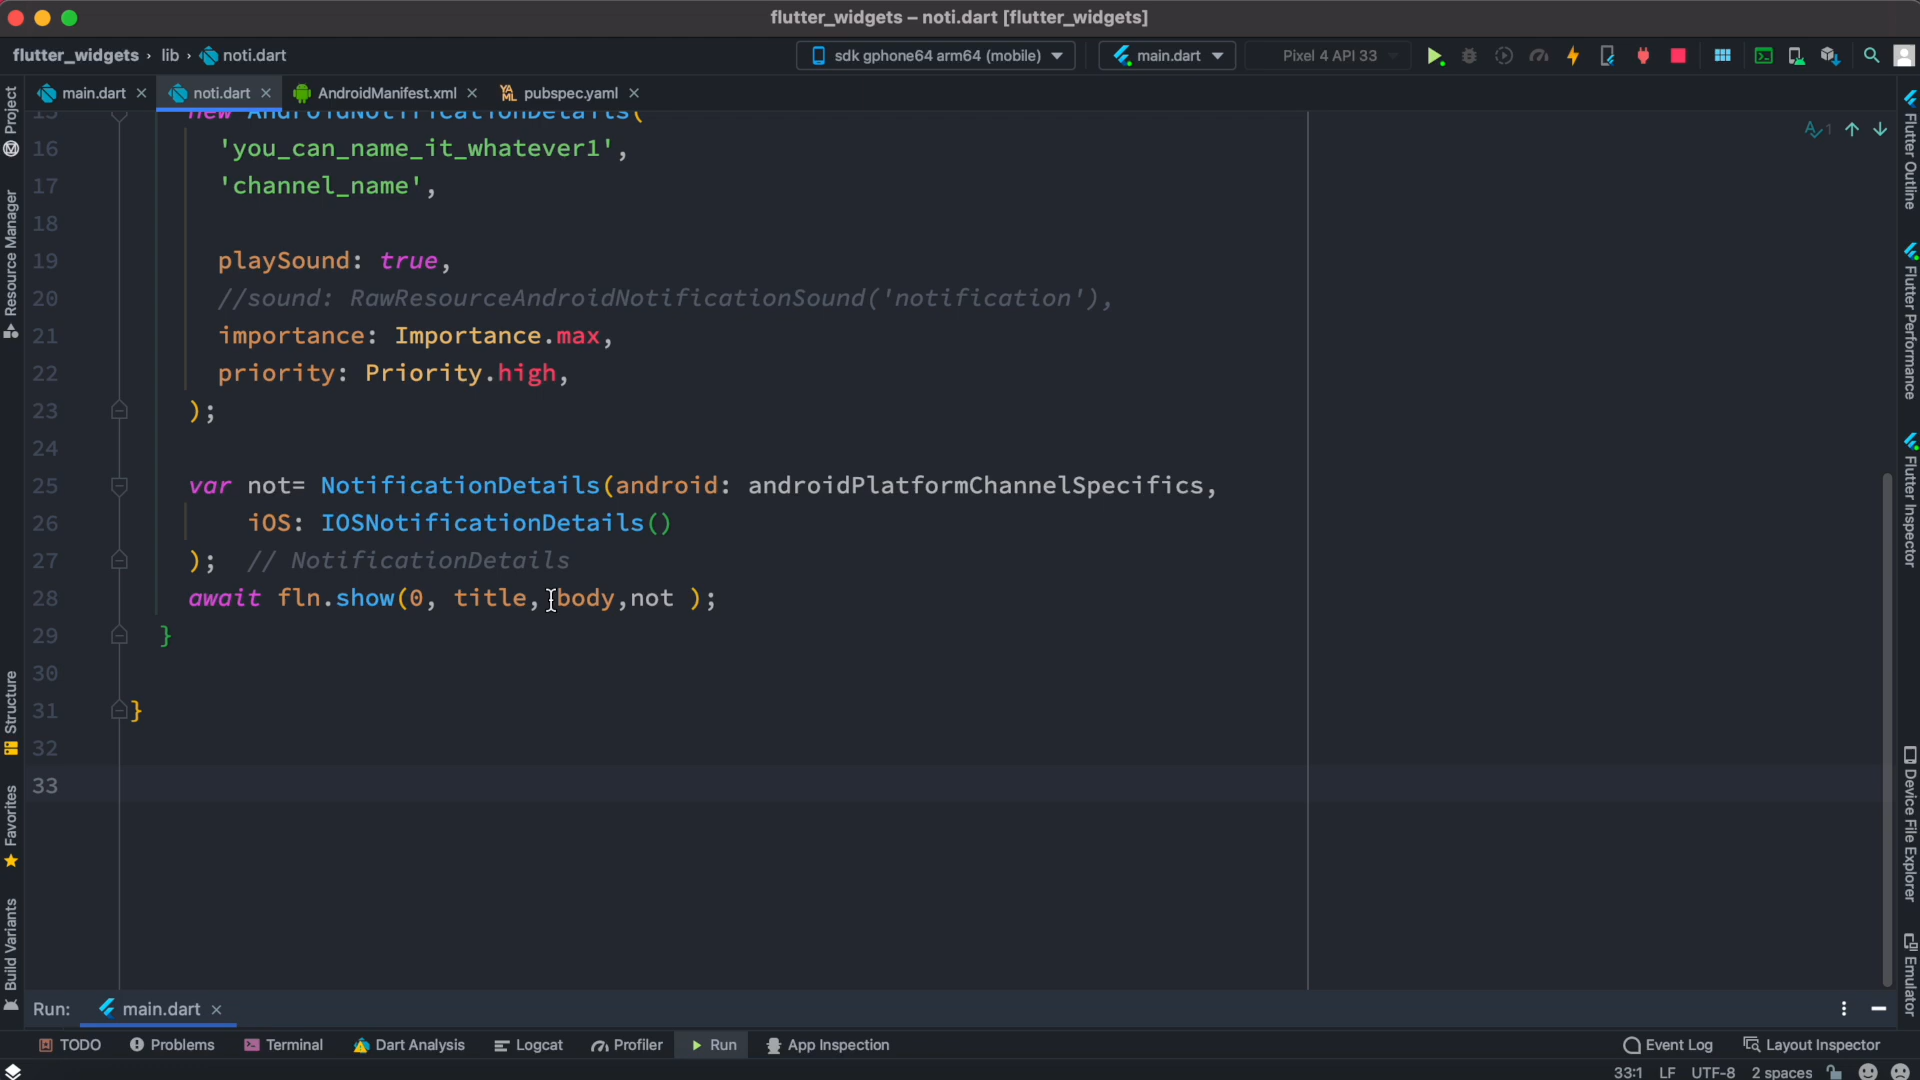 flutter_widgets – noti.dart [flutter_widgets]
flutter_widgets › lib › noti.dart
sdk gphone64 arm64 (mobile)
main.dart
Pixel 4 API 33
main.dart
noti.dart
AndroidManifest.xml
pubspec.yaml
15 new AndroidNotificationDetails(
16 'you_can_name_it_whatever1',
17 'channel_name',
18
19 playSound: true,
20 //sound: RawResourceAndroidNotificationSound('notification'),
21 importance: Importance.max,
22 priority: Priority.high,
23 );
24
25 var not= NotificationDetails(android: androidPlatformChannelSpecifics,
26 iOS: IOSNotificationDetails()
27 ); // NotificationDetails
28 await fln.show(0, title, body,not );
29 }
30
31 }
32
33
1
Project
Resource Manager
Structure
Favorites
Build Variants
Flutter Outline
Flutter Performance
Flutter Inspector
Device File Explorer
Emulator
Run: main.dart
TODO
Problems
Terminal
Dart Analysis
Logcat
Profiler
Run
App Inspection
Event Log
Layout Inspector
33:1 LF UTF-8 2 spaces